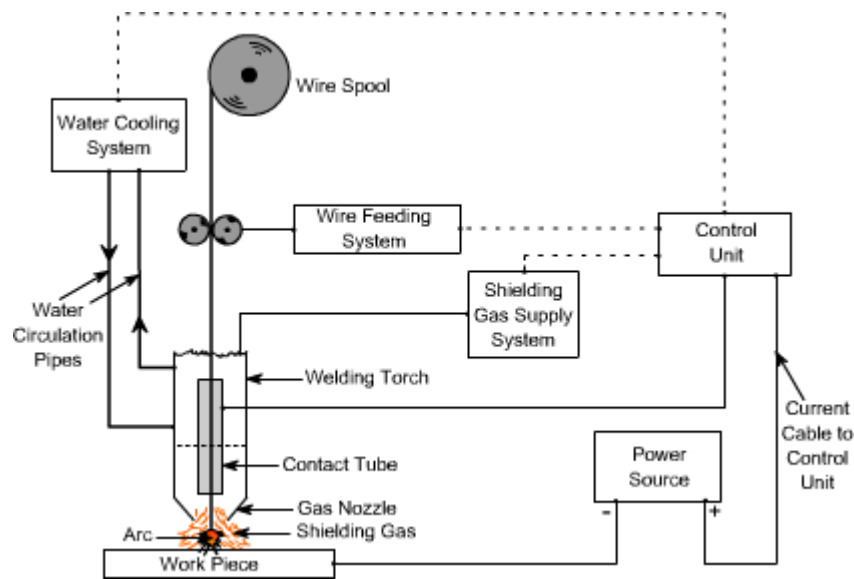 Wire Spool
Water Cooling
System
Wire Feeding
System
Control
Unit
Shielding
Gas Supply
System
Water
Circulation
Pipes
Welding Torch
Current
Cable to
Control
Unit
Power
Source
- +
Contact Tube
Gas Nozzle
Shielding Gas
Arc
Work Piece